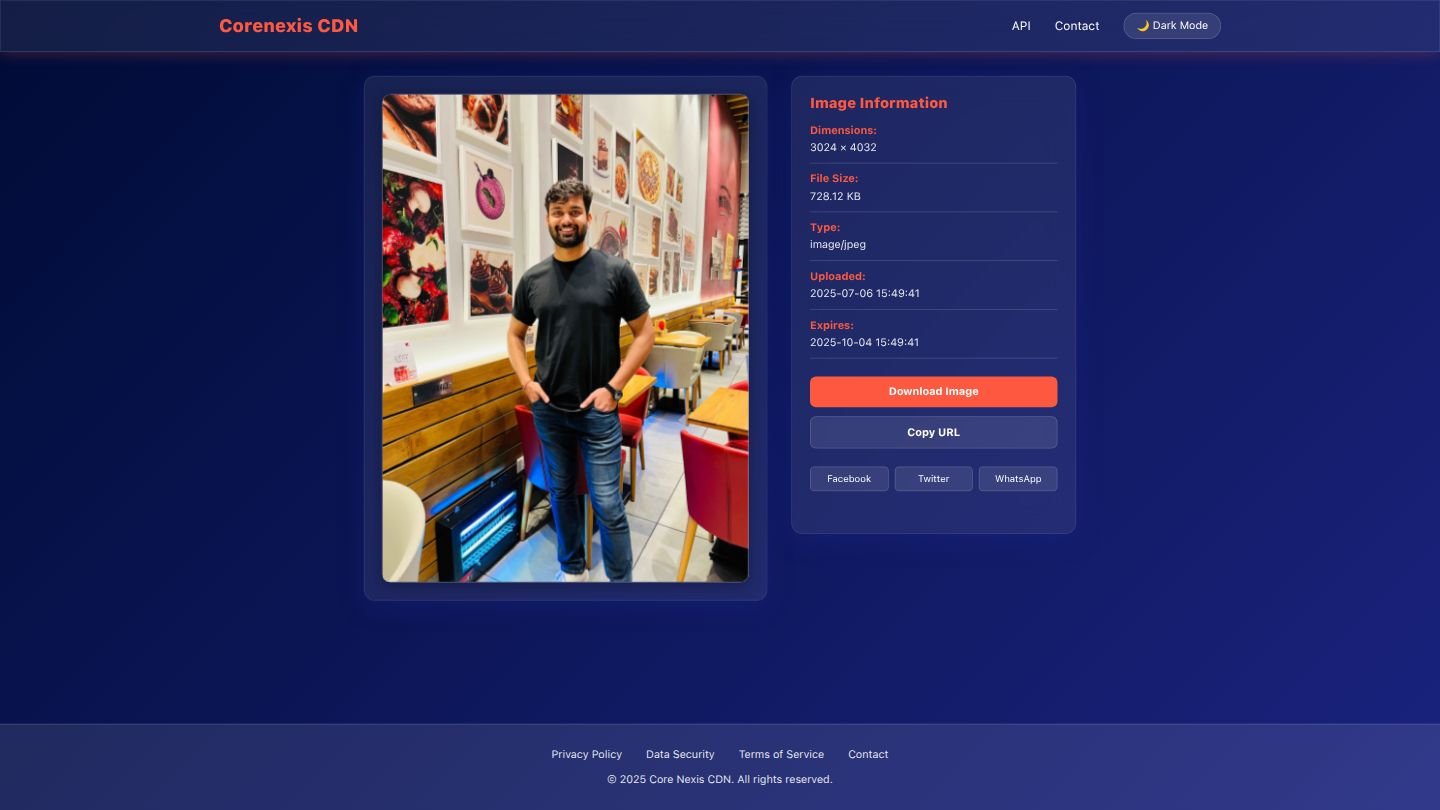 Corenexis CDN
API
Contact
🌙 Dark Mode
Image Information
Dimensions:
3024 × 4032
File Size:
728.12 KB
Type:
image/jpeg
Uploaded:
2025-07-06 15:49:41
Expires:
2025-10-04 15:49:41
Download Image
Copy URL
Facebook
Twitter
WhatsApp
Privacy Policy
Data Security
Terms of Service
Contact
© 2025 Core Nexis CDN. All rights reserved.